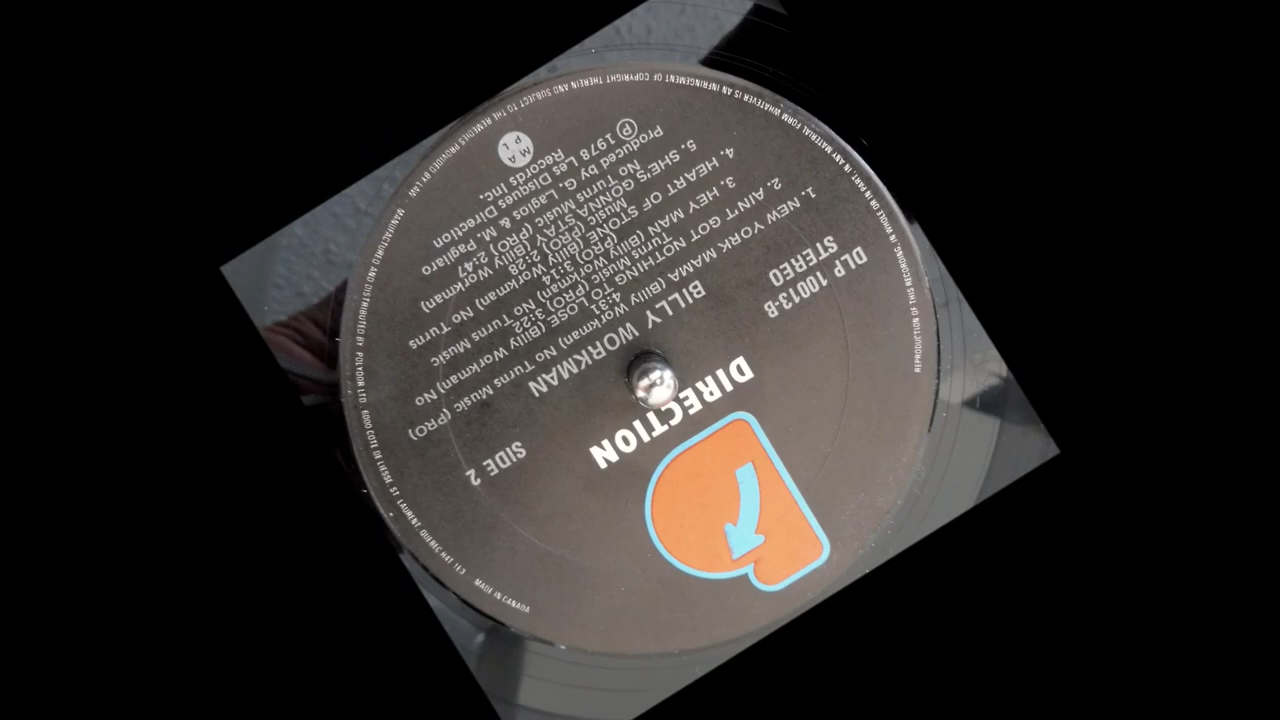 DIRECTION
DLP 10013-B
STEREO
SIDE 2
BILLY WORKMAN
1. NEW YORK MAMA (Billy Workman) No Turns Music (PRO)
4:31
2. AIN'T GOT NOTHING TO LOSE (Billy Workman) No
Turns Music (PRO) 3:22
3. HEY MAN (Billy Workman) No Turns Music
(PRO) 3:14
4. HEART OF STONE (Billy Workman) No Turns
Music (PRO) 2:28
5. SHE'S GONNA STAY (Billy Workman)
No Turns Music (PRO) 2:47
Produced by G. Lagios & M. Pagliaro
℗ 1978 Les Disques Direction
Records Inc.
M A P L
MANUFACTURED AND DISTRIBUTED BY POLYDOR LTD. 6000 COTE DE LIESSE, ST. LAURENT, QUEBEC H4T 1E3 MADE IN CANADA
REPRODUCTION OF THIS RECORDING, IN WHOLE OR IN PART, IN ANY MATERIAL FORM WHATEVER IS AN INFRINGEMENT OF COPYRIGHT THEREIN AND SUBJECT TO THE REMEDIES PROVIDED BY LAW